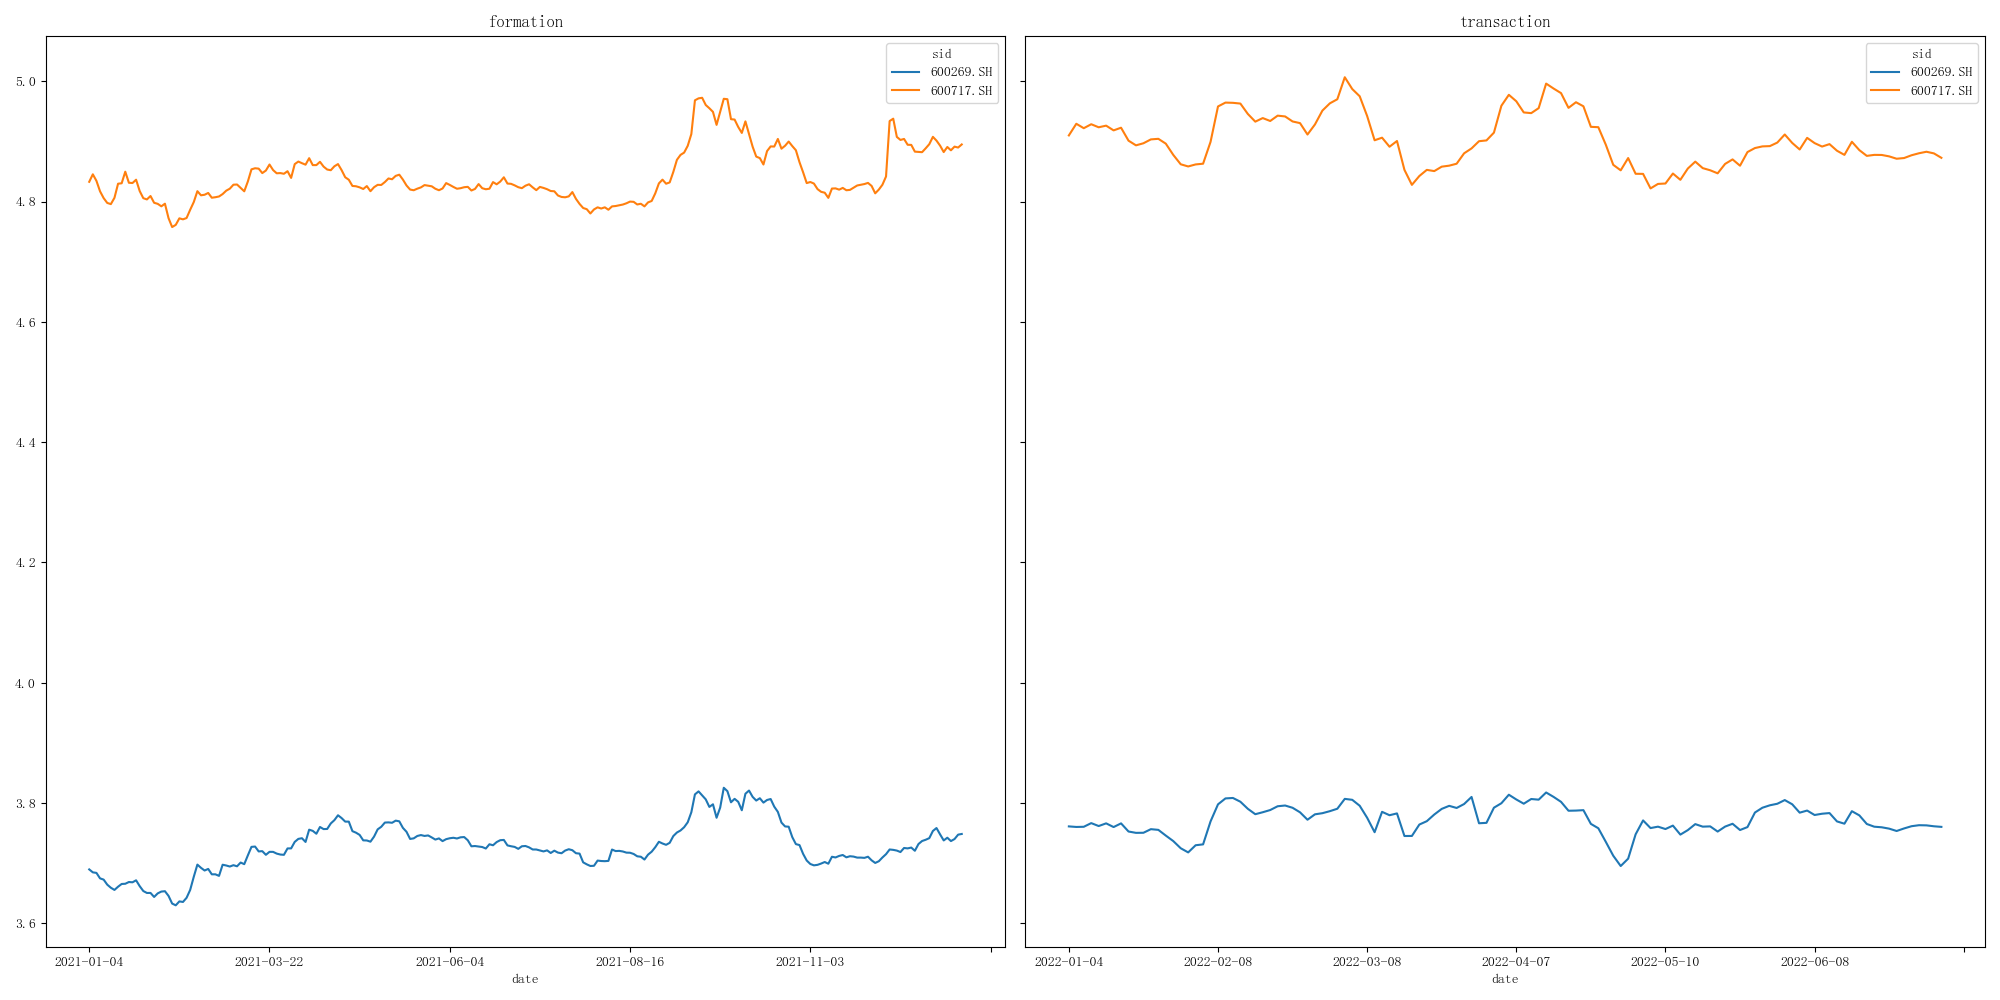 formation
sid
600269.SH
600717.SH
5.0
4.8
4.6
4.4
4.2
4.0
3.8
3.6
2021-01-04
2021-03-22
2021-06-04
2021-08-16
2021-11-03
date
transaction
sid
600269.SH
600717.SH
2022-01-04
2022-02-08
2022-03-08
2022-04-07
2022-05-10
2022-06-08
date